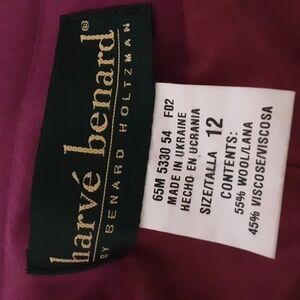 harvé benard®
BY BENARD HOLTZMAN
65M 5330 54 F02
MADE IN UKRAINE
HECHO EN UCRANIA
SIZE/TALLA 12
CONTENTS:
55% WOOL/LANA
45% VISCOSE/VISCOSA